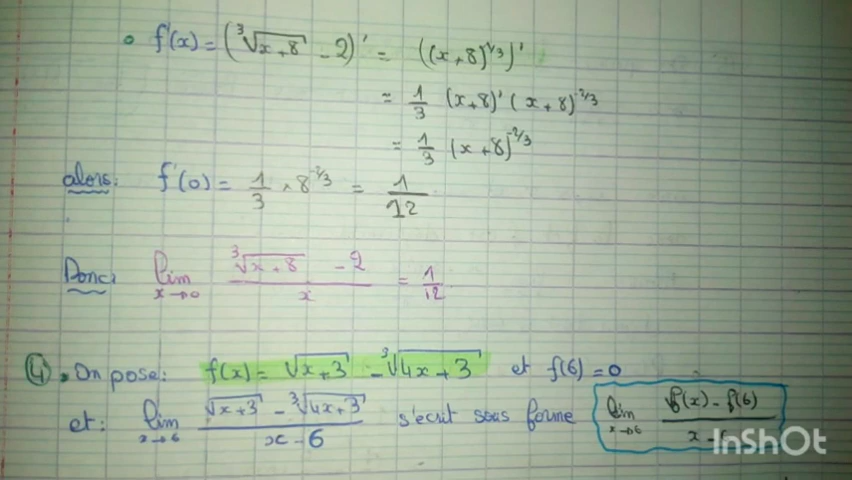 f'(x) = (∛(x+8) - 2)' = ((x+8)^1/3)'
= 1/3 (x+8)' (x+8)^-2/3
= 1/3 (x+8)^-2/3
alors: f'(0) = 1/3 × 8^-2/3 = 1/12
Donc: lim x→0 (∛(x+8) - 2)/x = 1/12
④. On pose: f(x) = √(x+3) - ∛(4x+3) et f(6) = 0
et: lim x→6 (√(x+3) - ∛(4x+3))/(x-6) s'écrit sous forme lim x→6 (f(x) - f(6))/(x-
InShOt